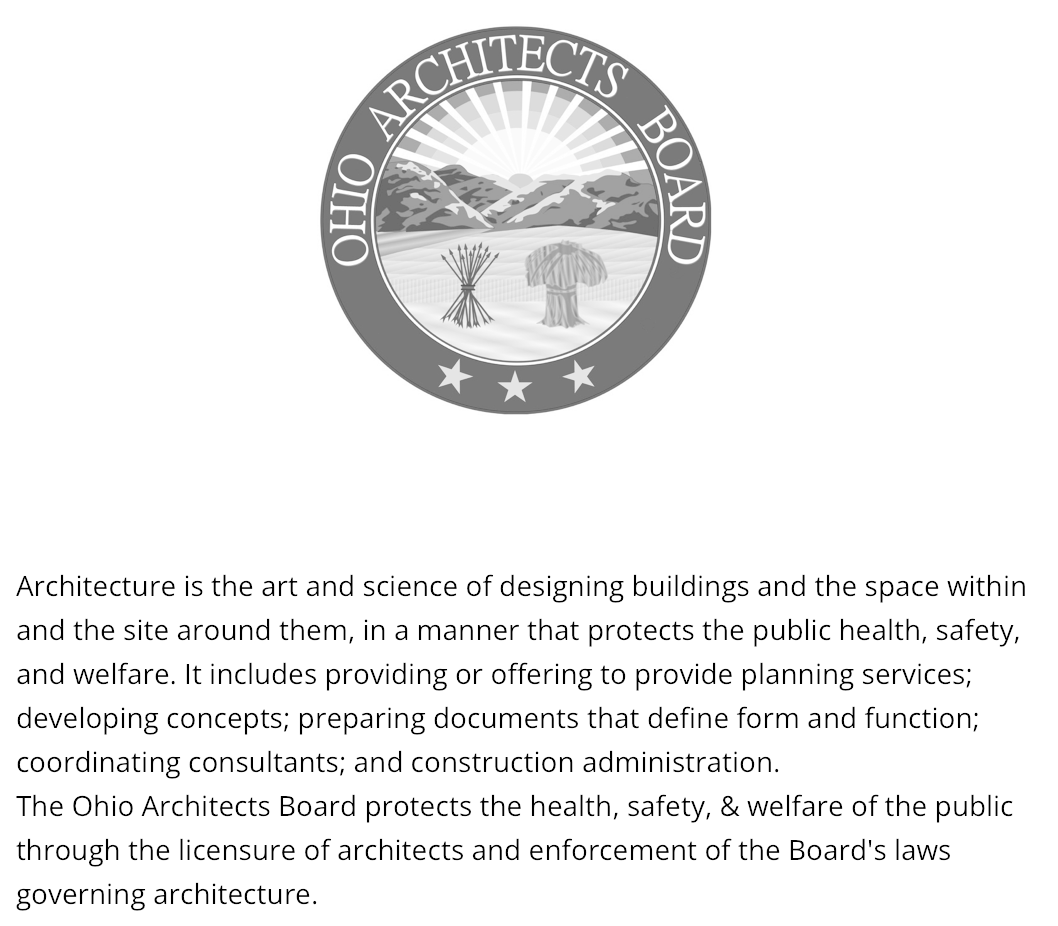 OHIO ARCHITECTS BOARD
Architecture is the art and science of designing buildings and the space within
and the site around them, in a manner that protects the public health, safety,
and welfare. It includes providing or offering to provide planning services;
developing concepts; preparing documents that define form and function;
coordinating consultants; and construction administration.
The Ohio Architects Board protects the health, safety, & welfare of the public
through the licensure of architects and enforcement of the Board's laws
governing architecture.